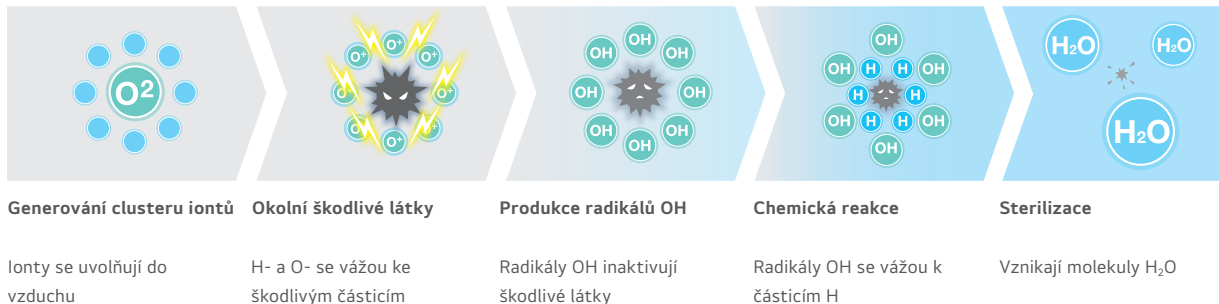 O²
O⁺ O⁺ O⁺ O⁺ O⁺ O⁺ O⁺ O⁺
OH OH OH OH OH OH OH OH
OH OH OH OH OH OH H H H H H H
H₂O H₂O H₂O
Generování clusteru iontů
Ionty se uvolňují do
vzduchu
Okolní škodlivé látky
H- a O- se vážou ke
škodlivým částicím
Produkce radikálů OH
Radikály OH inaktivují
škodlivé látky
Chemická reakce
Radikály OH se vážou k
částicím H
Sterilizace
Vznikají molekuly H₂O